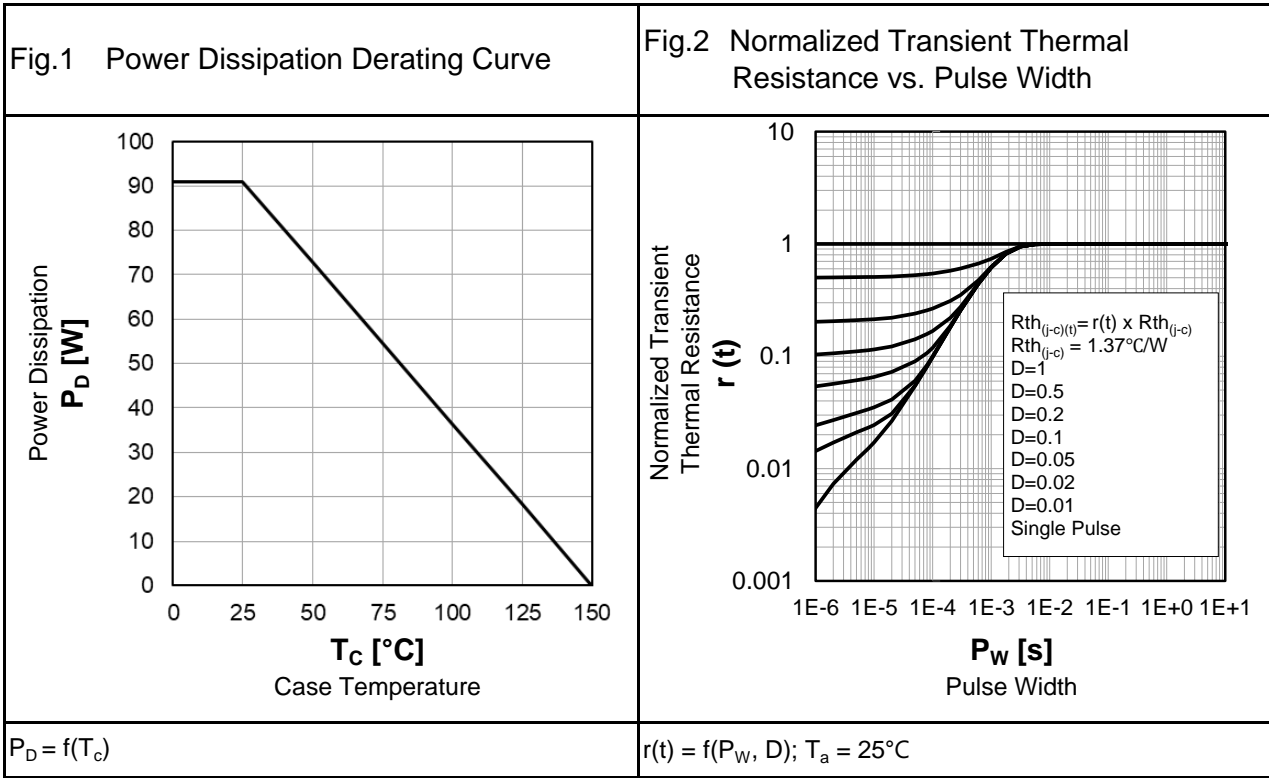 Fig.1 Power Dissipation Derating Curve
100
90
80
70
60
50
40
30
20
10
0
Power Dissipation
P_D [W]
0 25 50 75 100 125 150
T_C [°C]
Case Temperature
P_D = f(T_c)
Fig.2 Normalized Transient Thermal
Resistance vs. Pulse Width
10
1
0.1
0.01
0.001
Normalized Transient
Thermal Resistance
r (t)
Rth_(j-c)(t)= r(t) x Rth_(j-c)
Rth_(j-c) = 1.37℃/W
D=1
D=0.5
D=0.2
D=0.1
D=0.05
D=0.02
D=0.01
Single Pulse
1E-6 1E-5 1E-4 1E-3 1E-2 1E-1 1E+0 1E+1
P_W [s]
Pulse Width
r(t) = f(P_W, D); T_a = 25℃